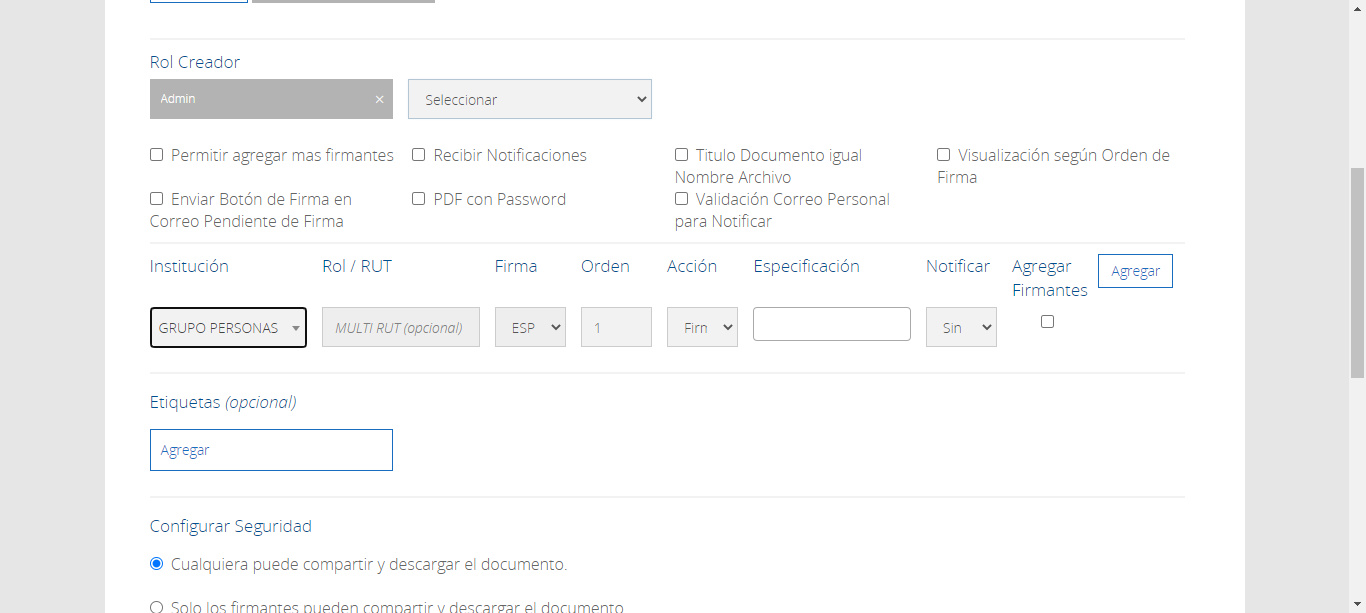 Rol Creador
Admin ×
Seleccionar
Permitir agregar mas firmantes
Recibir Notificaciones
Titulo Documento igual
Nombre Archivo
Visualización según Orden de
Firma
Enviar Botón de Firma en
Correo Pendiente de Firma
PDF con Password
Validación Correo Personal
para Notificar
Institución
Rol / RUT
Firma
Orden
Acción
Especificación
Notificar
Agregar
Firmantes
Agregar
GRUPO PERSONAS
MULTI RUT (opcional)
ESP
1
Firn
Sin
Etiquetas (opcional)
Agregar
Configurar Seguridad
Cualquiera puede compartir y descargar el documento.
Solo los firmantes pueden compartir y descargar el documento